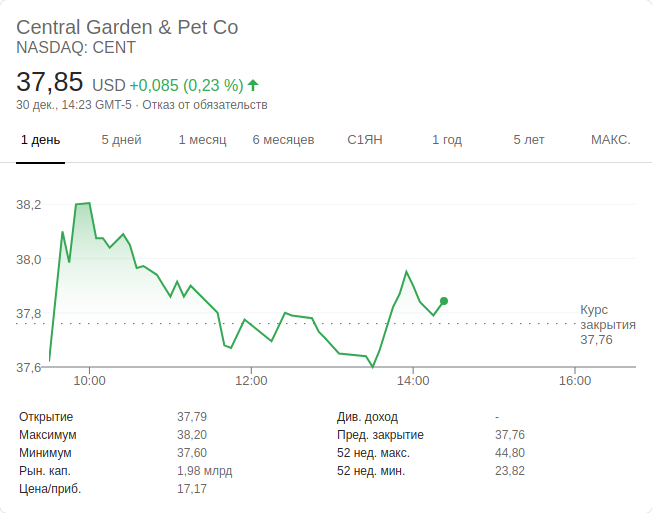 Central Garden & Pet Co
NASDAQ: CENT
37,85 USD +0,085 (0,23 %)
30 дек., 14:23 GMT-5 · Отказ от обязательств
1 день 5 дней 1 месяц 6 месяцев С1ЯН 1 год 5 лет МАКС.
38,2
38,0
37,8
37,6
Курс
закрытия
37,76
10:00 12:00 14:00 16:00
Открытие 37,79
Максимум 38,20
Минимум 37,60
Рын. кап. 1,98 млрд
Цена/приб. 17,17
Див. доход -
Пред. закрытие 37,76
52 нед. макс. 44,80
52 нед. мин. 23,82